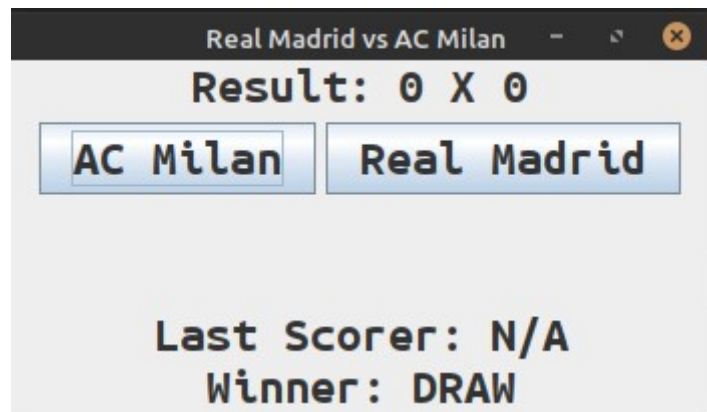 Real Madrid vs AC Milan
Result: 0 X 0
AC Milan Real Madrid
Last Scorer: N/A
Winner: DRAW